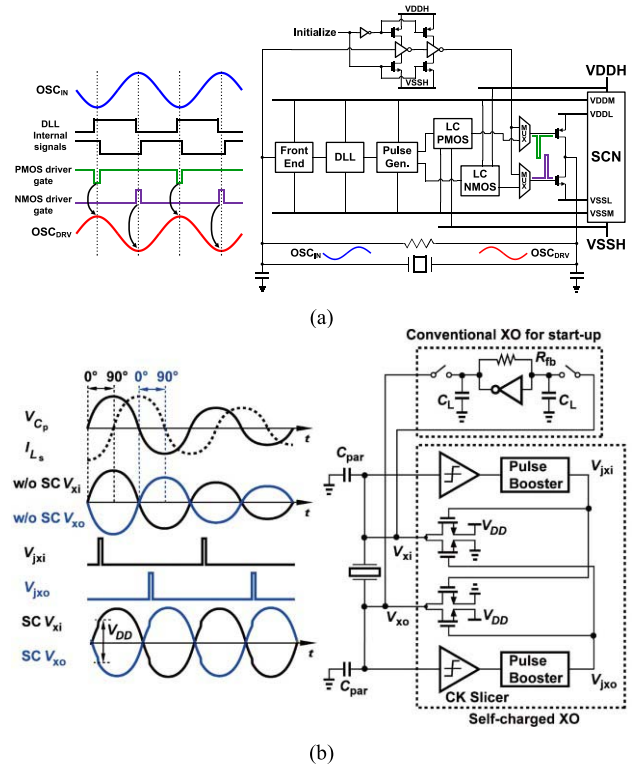 (a)
OSC_IN
DLL
Internal
signals
PMOS driver
gate
NMOS driver
gate
OSC_DRV
Initialize
VDDH
VSSH
VDDH
VDDM
VDDL
SCN
VSSL
VSSM
VSSH
Front
End
DLL
Pulse
Gen.
LC
PMOS
LC
NMOS
MUX
MUX
OSC_IN
OSC_DRV
(a)
0° 90° 0° 90°
V_Cp
I_Ls
t
w/o SC V_xi
w/o SC V_xo
t
V_jxi
V_jxo
SC V_xi
V_DD
SC V_xo
t
Conventional XO for start-up
R_fb
C_L
C_L
C_par
Pulse
Booster
V_jxi
V_DD
V_xi
V_xo
V_DD
C_par
CK Slicer
Pulse
Booster
V_jxo
Self-charged XO
(b)